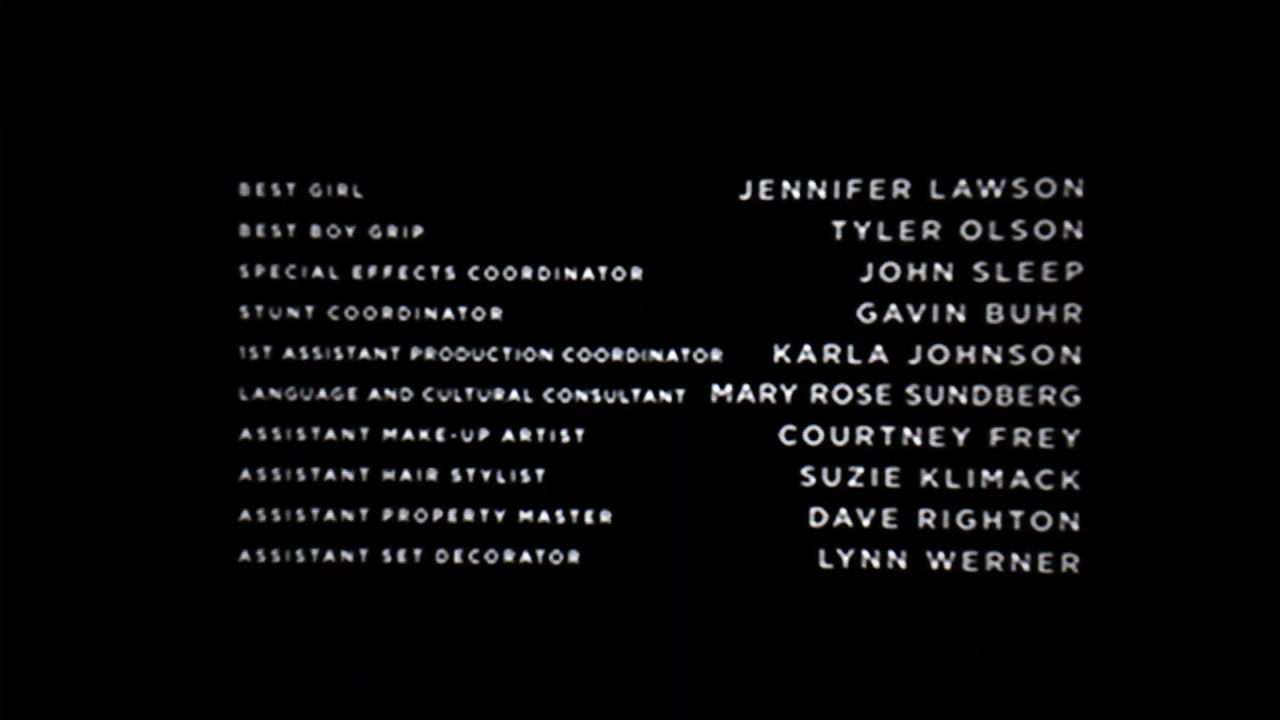 BEST GIRL JENNIFER LAWSON
BEST BOY GRIP TYLER OLSON
SPECIAL EFFECTS COORDINATOR JOHN SLEEP
STUNT COORDINATOR GAVIN BUHR
1ST ASSISTANT PRODUCTION COORDINATOR KARLA JOHNSON
LANGUAGE AND CULTURAL CONSULTANT MARY ROSE SUNDBERG
ASSISTANT MAKE-UP ARTIST COURTNEY FREY
ASSISTANT HAIR STYLIST SUZIE KLIMACK
ASSISTANT PROPERTY MASTER DAVE RIGHTON
ASSISTANT SET DECORATOR LYNN WERNER